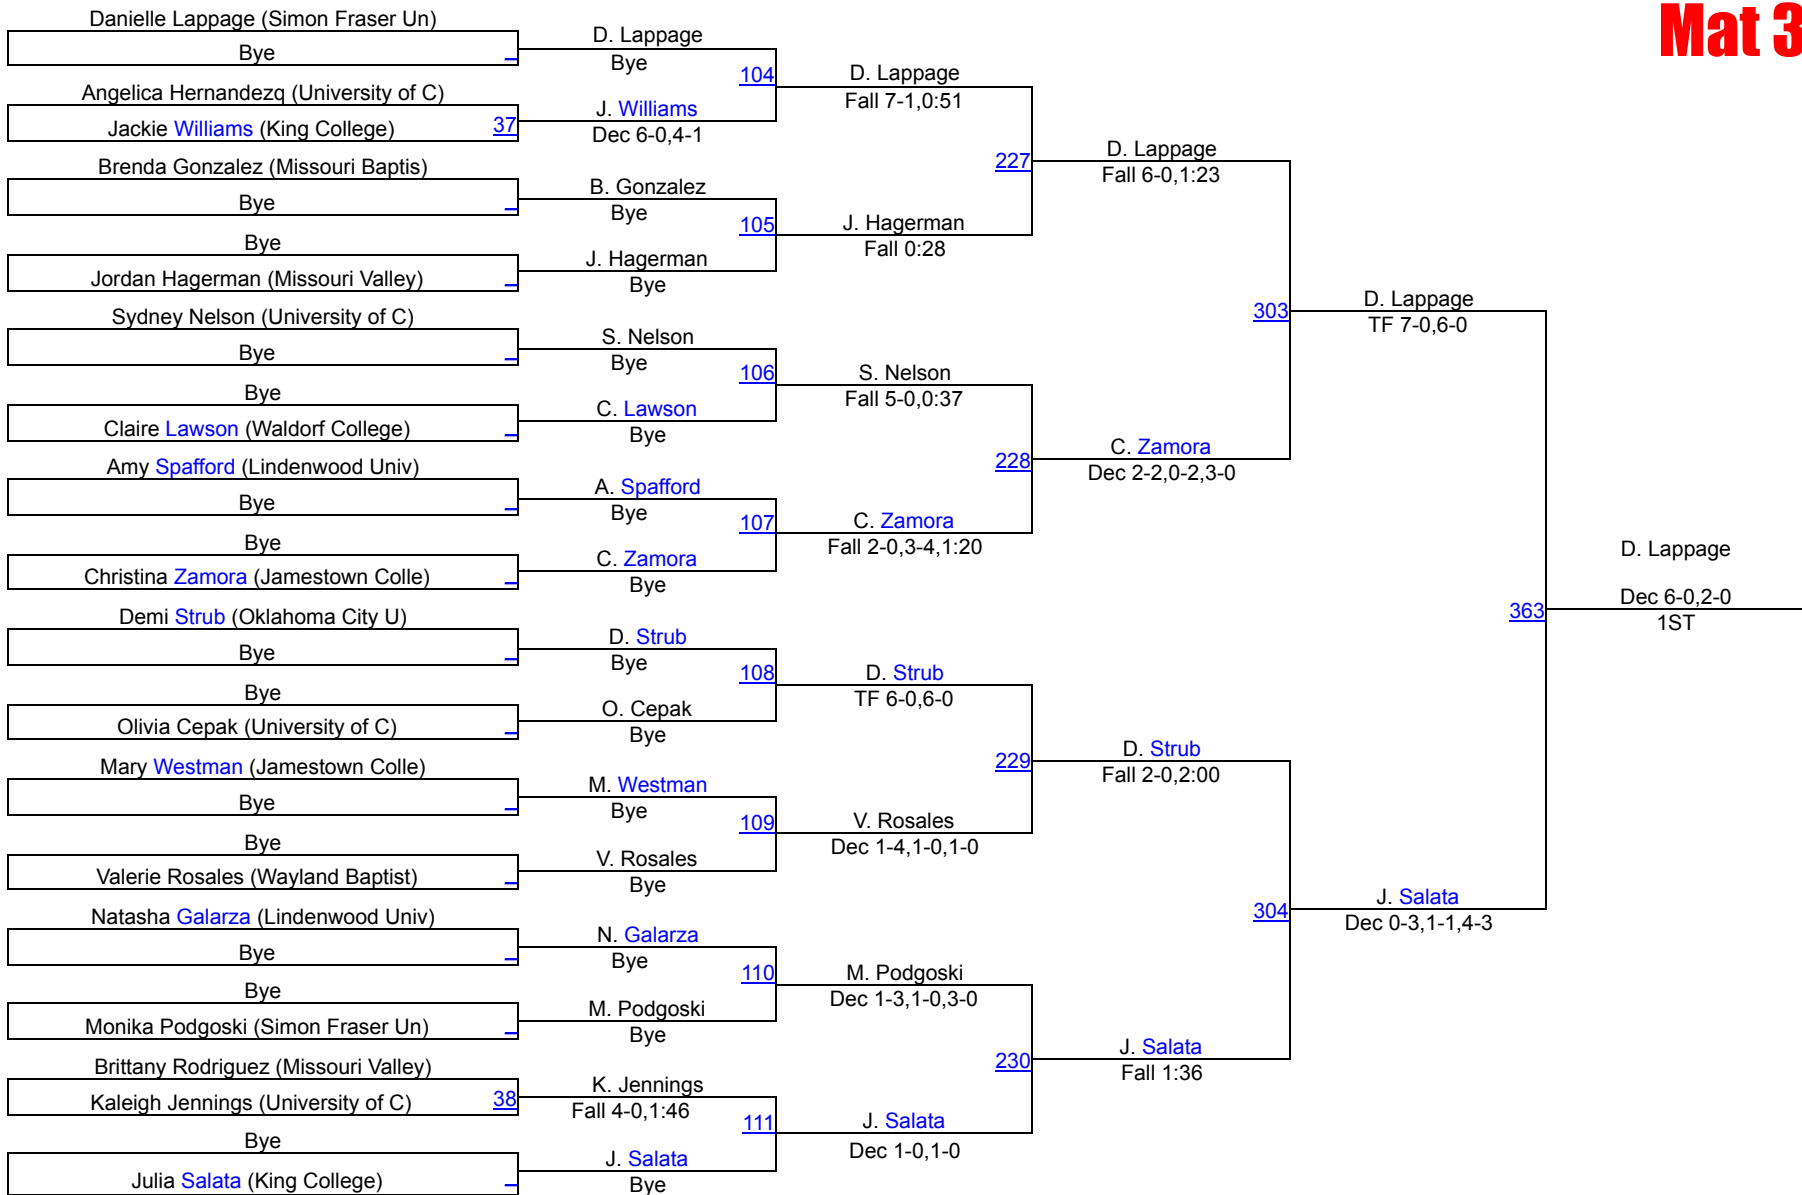 Mat 3
Danielle Lappage (Simon Fraser Un)
Bye
Angelica Hernandezq (University of C)
Jackie Williams (King College) 37
Brenda Gonzalez (Missouri Baptis)
Bye
Bye
Jordan Hagerman (Missouri Valley)
Sydney Nelson (University of C)
Bye
Bye
Claire Lawson (Waldorf College)
Amy Spafford (Lindenwood Univ)
Bye
Bye
Christina Zamora (Jamestown Colle)
Demi Strub (Oklahoma City U)
Bye
Bye
Olivia Cepak (University of C)
Mary Westman (Jamestown Colle)
Bye
Bye
Valerie Rosales (Wayland Baptist)
Natasha Galarza (Lindenwood Univ)
Bye
Bye
Monika Podgoski (Simon Fraser Un)
Brittany Rodriguez (Missouri Valley)
Kaleigh Jennings (University of C) 38
Bye
Julia Salata (King College)
D. Lappage
Bye
104
J. Williams
Dec 6-0,4-1
B. Gonzalez
Bye
105
J. Hagerman
Bye
S. Nelson
Bye
106
C. Lawson
Bye
A. Spafford
Bye
107
C. Zamora
Bye
D. Strub
Bye
108
O. Cepak
Bye
M. Westman
Bye
109
V. Rosales
Bye
N. Galarza
Bye
110
M. Podgoski
Bye
K. Jennings
Fall 4-0,1:46
111
J. Salata
Bye
D. Lappage
Fall 7-1,0:51
227
J. Hagerman
Fall 0:28
S. Nelson
Fall 5-0,0:37
228
C. Zamora
Fall 2-0,3-4,1:20
D. Strub
TF 6-0,6-0
229
V. Rosales
Dec 1-4,1-0,1-0
M. Podgoski
Dec 1-3,1-0,3-0
230
J. Salata
Dec 1-0,1-0
D. Lappage
Fall 6-0,1:23
303
C. Zamora
Dec 2-2,0-2,3-0
D. Strub
Fall 2-0,2:00
304
J. Salata
Fall 1:36
D. Lappage
TF 7-0,6-0
363
J. Salata
Dec 0-3,1-1,4-3
D. Lappage
Dec 6-0,2-0
1ST